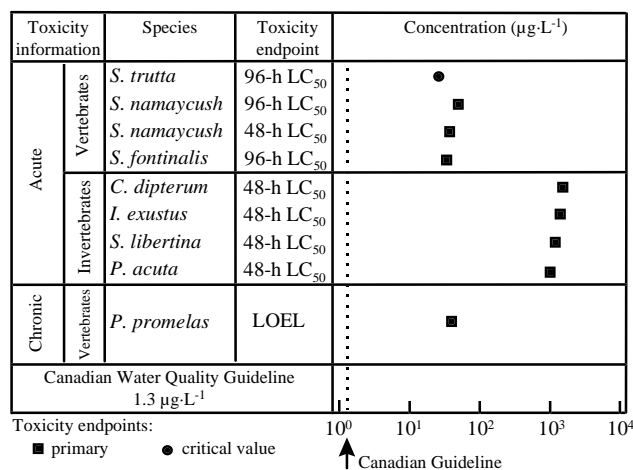 Toxicity information Species Toxicity endpoint Concentration (µg·L⁻¹)
Acute
Vertebrates
S. trutta 96-h LC₅₀
S. namaycush 96-h LC₅₀
S. namaycush 48-h LC₅₀
S. fontinalis 96-h LC₅₀
Invertebrates
C. dipterum 48-h LC₅₀
I. exustus 48-h LC₅₀
S. libertina 48-h LC₅₀
P. acuta 48-h LC₅₀
Chronic
Vertebrates
P. promelas LOEL
Canadian Water Quality Guideline
1.3 µg·L⁻¹
Toxicity endpoints:
primary critical value
10⁰ 10¹ 10² 10³ 10⁴
Canadian Guideline